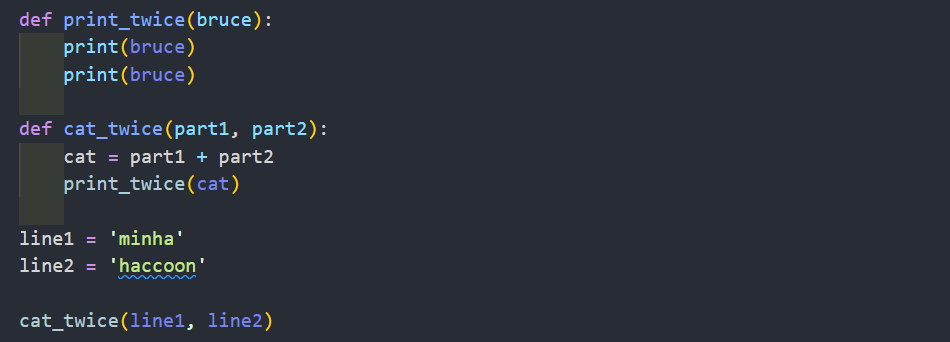 def print_twice(bruce):
    print(bruce)
    print(bruce)

def cat_twice(part1, part2):
    cat = part1 + part2
    print_twice(cat)

line1 = 'minha'
line2 = 'haccoon'

cat_twice(line1, line2)